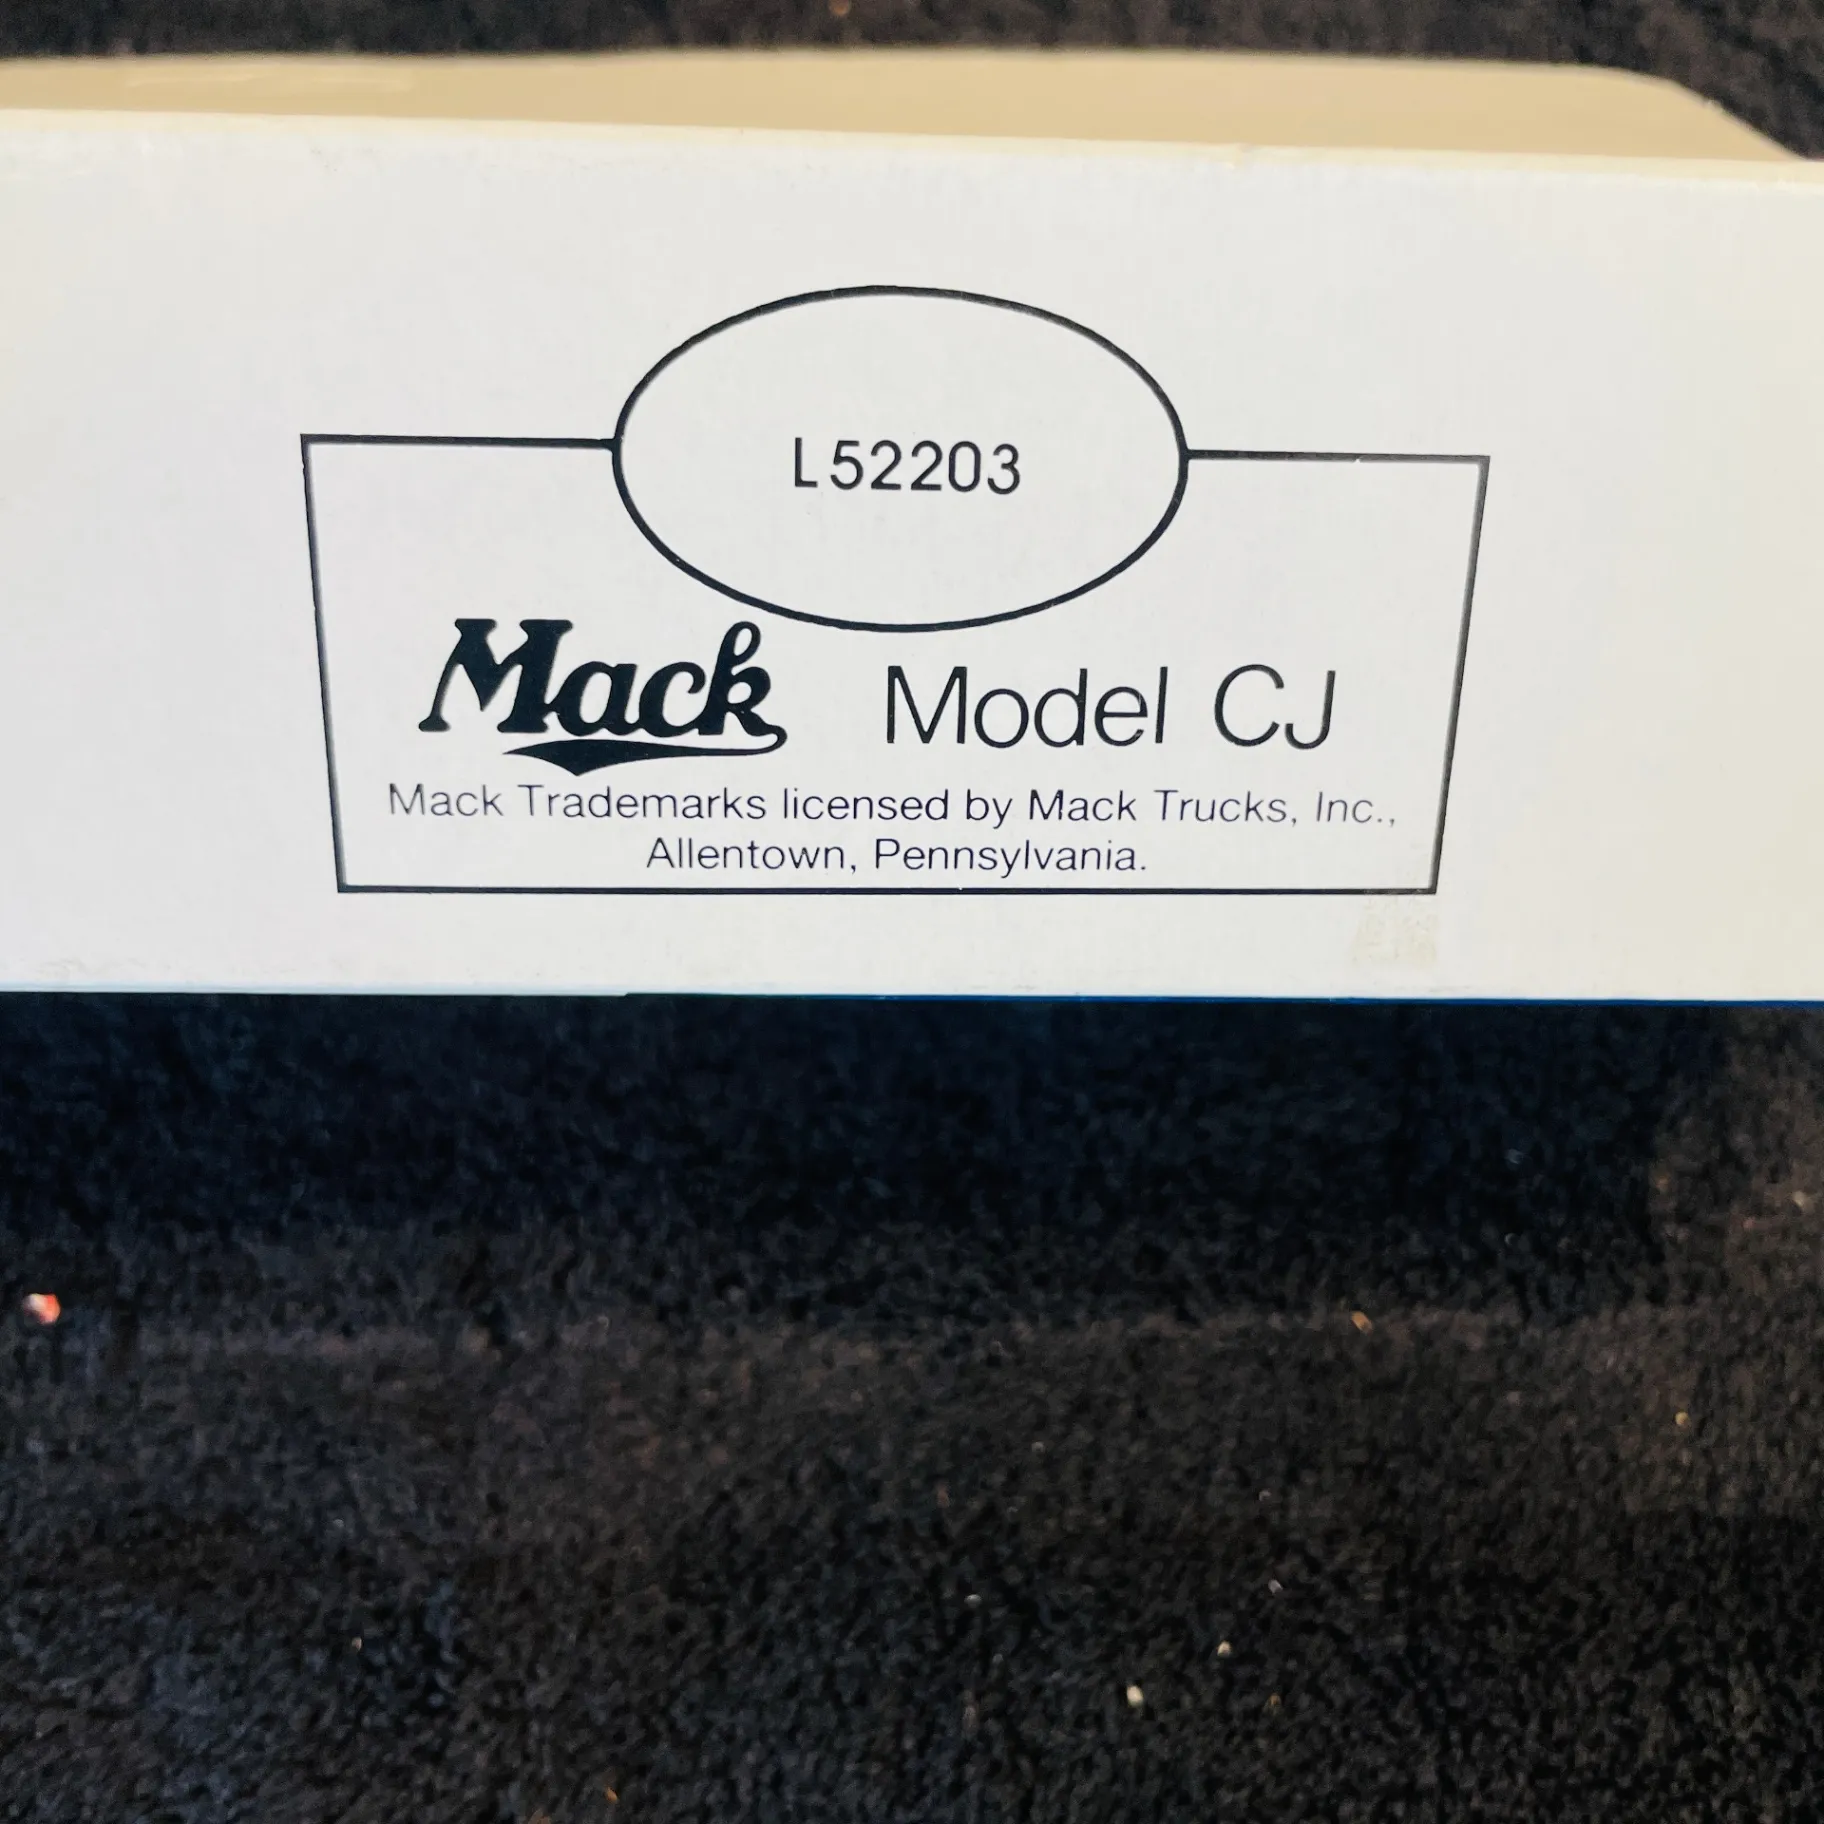 L52203
Mack Model CJ
Mack Trademarks licensed by Mack Trucks, Inc.,
Allentown, Pennsylvania.